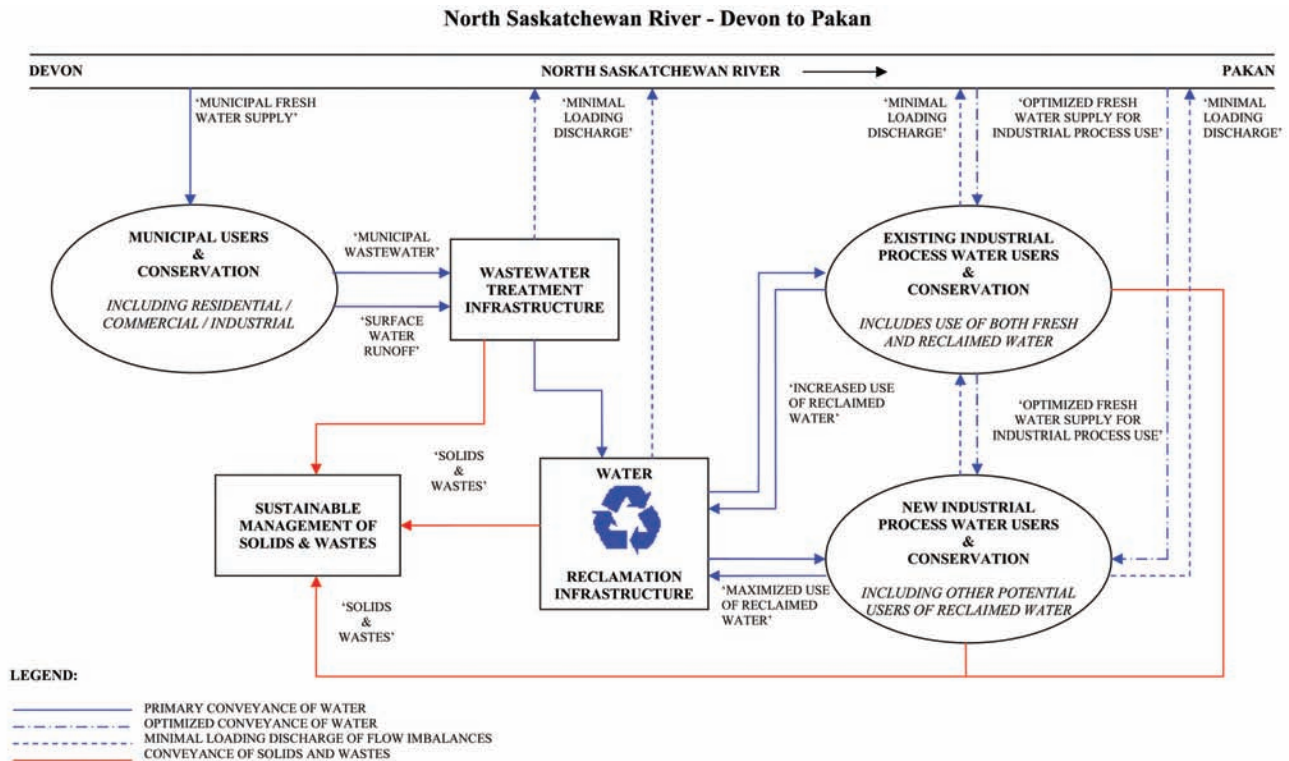 North Saskatchewan River - Devon to Pakan
DEVON
NORTH SASKATCHEWAN RIVER
PAKAN
‘MUNICIPAL FRESH
WATER SUPPLY’
‘MINIMAL
LOADING
DISCHARGE’
‘MINIMAL
LOADING
DISCHARGE’
‘OPTIMIZED FRESH
WATER SUPPLY FOR
INDUSTRIAL PROCESS USE’
‘MINIMAL
LOADING
DISCHARGE’
MUNICIPAL USERS
&
CONSERVATION
INCLUDING RESIDENTIAL /
COMMERCIAL / INDUSTRIAL
‘MUNICIPAL
WASTEWATER’
‘SURFACE
WATER
RUNOFF’
WASTEWATER
TREATMENT
INFRASTRUCTURE
EXISTING INDUSTRIAL
PROCESS WATER USERS
&
CONSERVATION
INCLUDES USE OF BOTH FRESH
AND RECLAIMED WATER
‘INCREASED USE
OF RECLAIMED
WATER’
‘OPTIMIZED FRESH
WATER SUPPLY FOR
INDUSTRIAL PROCESS USE’
‘SOLIDS
&
WASTES’
SUSTAINABLE
MANAGEMENT OF
SOLIDS & WASTES
WATER
RECLAMATION
INFRASTRUCTURE
NEW INDUSTRIAL
PROCESS WATER USERS
&
CONSERVATION
INCLUDING OTHER POTENTIAL
USERS OF RECLAIMED WATER
‘MAXIMIZED USE
OF RECLAIMED
WATER’
‘SOLIDS
&
WASTES’
LEGEND:
PRIMARY CONVEYANCE OF WATER
OPTIMIZED CONVEYANCE OF WATER
MINIMAL LOADING DISCHARGE OF FLOW IMBALANCES
CONVEYANCE OF SOLIDS AND WASTES